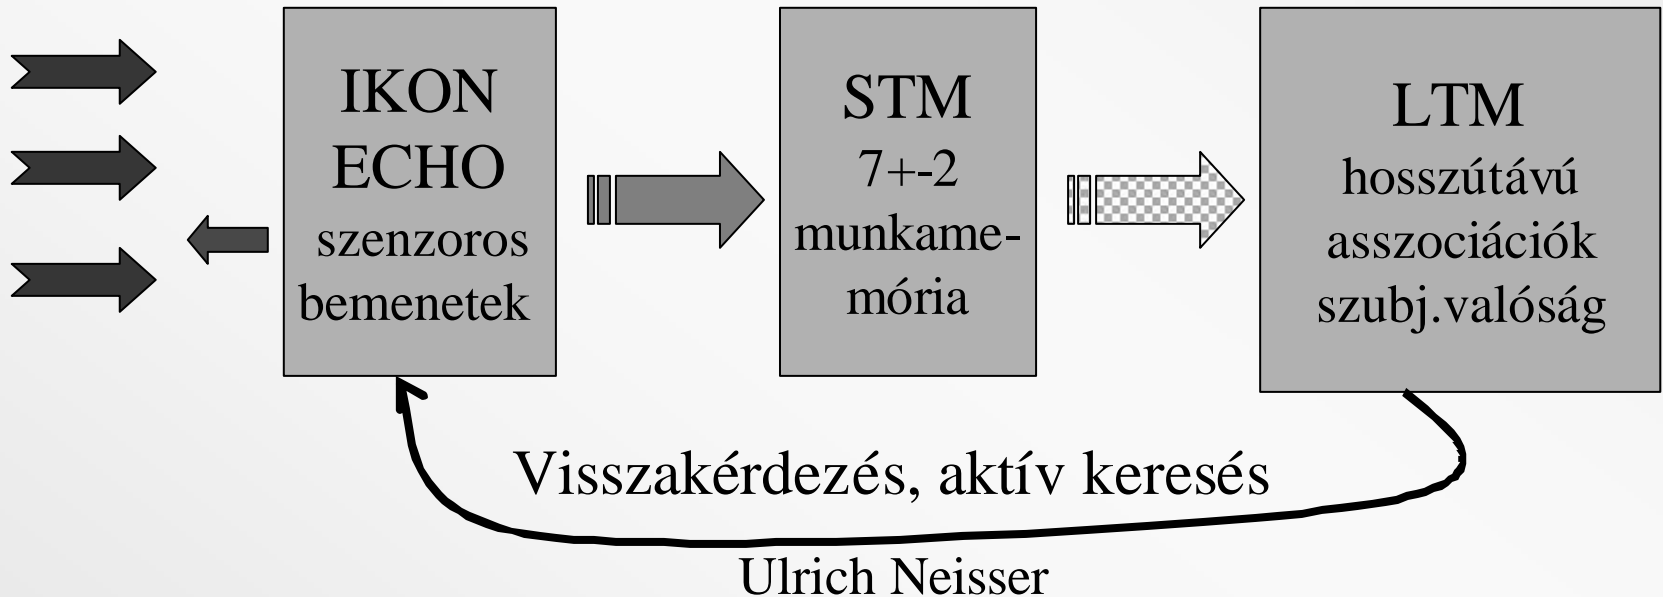 IKON
ECHO
szenzoros
bemenetek
STM
7+-2
munkame-
mória
LTM
hosszútávú
asszociációk
szubj.valóság
Visszakérdezés, aktív keresés
Ulrich Neisser